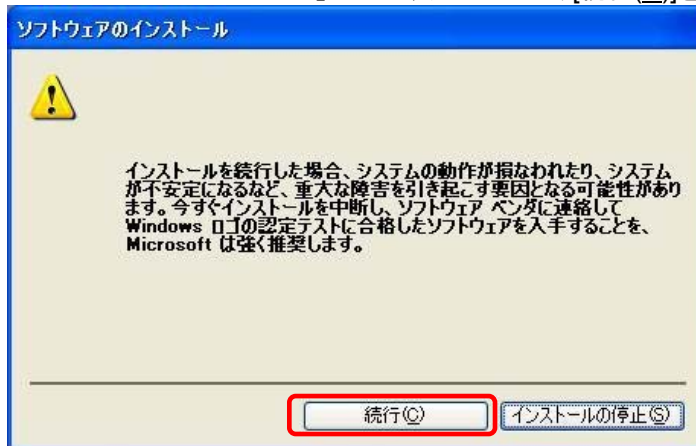 ソフトウェアのインストール
インストールを続行した場合、システムの動作が損なわれたり、システム
が不安定になるなど、重大な障害を引き起こす要因となる可能性があり
ます。今すぐインストールを中断し、ソフトウェア ベンダに連絡して
Windows ロゴの認定テストに合格したソフトウェアを入手することを、
Microsoft は強く推奨します。
続行(C)
インストールの停止(S)